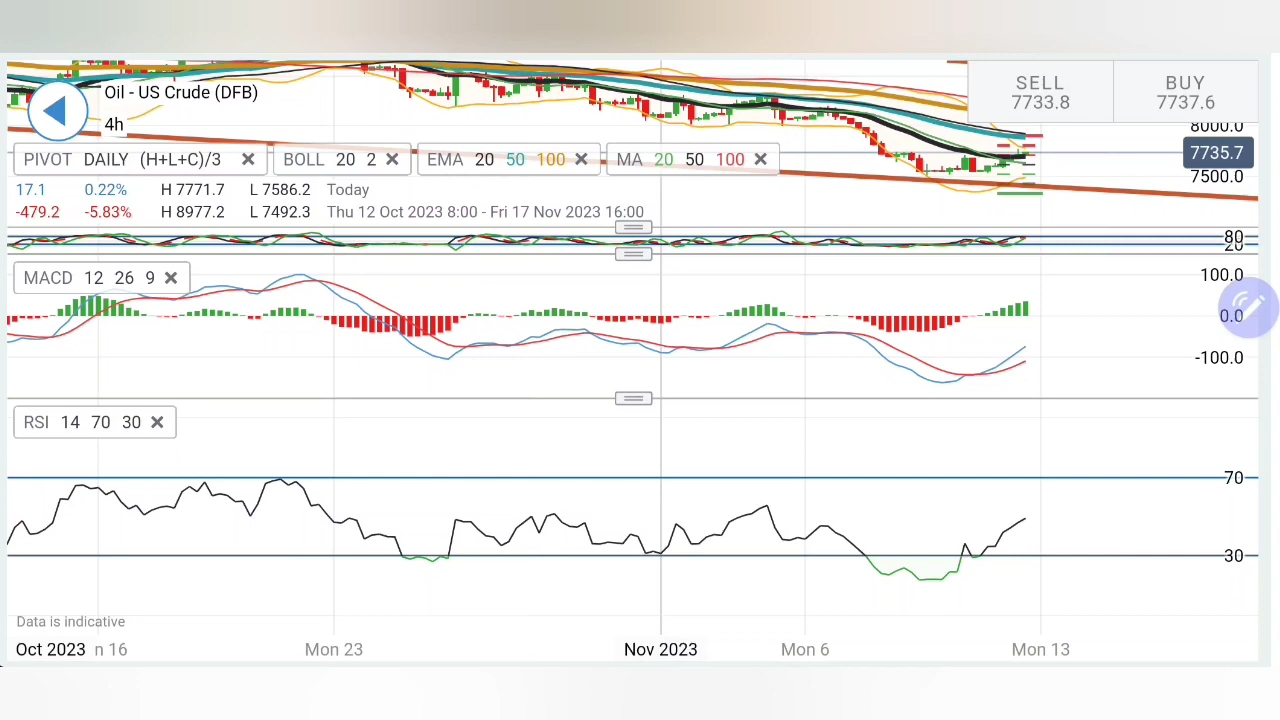 SELL BUY
7733.8 7737.6
Oil - US Crude (DFB)
4h
8000.0
7735.7
7500.0
PIVOT DAILY (H+L+C)/3 BOLL 20 2 EMA 20 50 100 MA 20 50 100
17.1 0.22% H 7771.7 L 7586.2 Today
-479.2 -5.83% H 8977.2 L 7492.3 Thu 12 Oct 2023 8:00 - Fri 17 Nov 2023 16:00
80
20
MACD 12 26 9
100.0
0.0
-100.0
RSI 14 70 30
70
30
Data is indicative
Oct 2023 n 16 Mon 23 Nov 2023 Mon 6 Mon 13